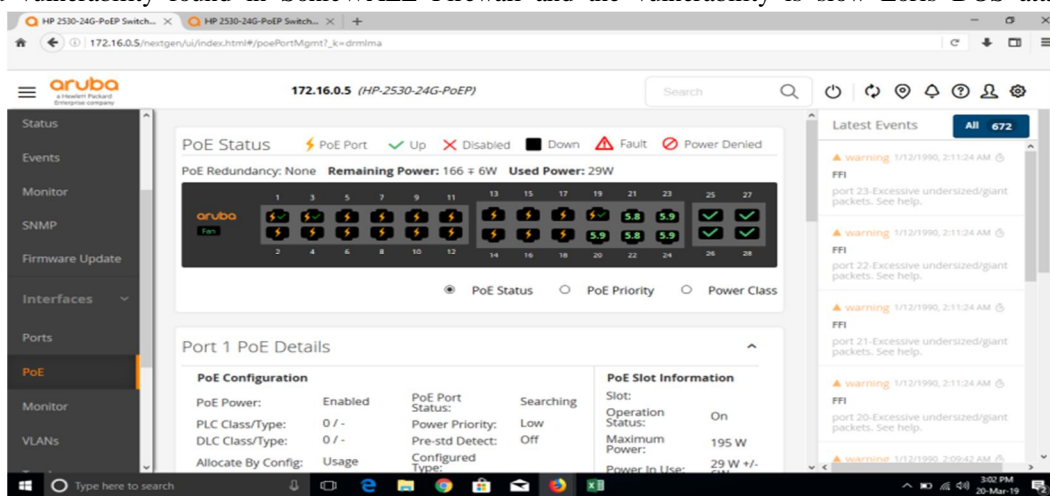 vulnerability found in SomeWALL Firewall and the vulnerability is slow Loris DOS
HP 2530-24G-PoEP Switch... × HP 2530-24G-PoEP Switch... × +
172.16.0.5/nextgen/ui/index.html#/poePortMgmt?_k=drmlma
aruba
a Hewlett Packard
Enterprise company
172.16.0.5 (HP-2530-24G-PoEP)
Search
Status
Events
Monitor
SNMP
Firmware Update
Interfaces
Ports
PoE
Monitor
VLANs
PoE Status PoE Port Up Disabled Down Fault Power Denied
PoE Redundancy: None Remaining Power: 166 ∓ 6W Used Power: 29W
1 3 5 7 9 11 13 15 17 19 21 23 25 27
aruba 5.8 5.9
Fan 5.9 5.8 5.9
2 4 6 8 10 12 14 16 18 20 22 24 26 28
PoE Status PoE Priority Power Class
Port 1 PoE Details
PoE Configuration
PoE Power: Enabled PoE Port Status: Searching
PLC Class/Type: 0 / - Power Priority: Low
DLC Class/Type: 0 / - Pre-std Detect: Off
Allocate By Config: Usage Configured Type:
PoE Slot Information
Slot:
Operation Status: On
Maximum Power: 195 W
Power In Use: 29 W +/-
Latest Events All 672
warning 1/12/1990, 2:11:24 AM
FFI
port 23-Excessive undersized/giant
packets. See help.
warning 1/12/1990, 2:11:24 AM
FFI
port 22-Excessive undersized/giant
packets. See help.
warning 1/12/1990, 2:11:24 AM
FFI
port 21-Excessive undersized/giant
packets. See help.
warning 1/12/1990, 2:11:24 AM
FFI
port 20-Excessive undersized/giant
packets. See help.
warning 1/12/1990, 2:09:42 AM
Type here to search
3:02 PM
20-Mar-19